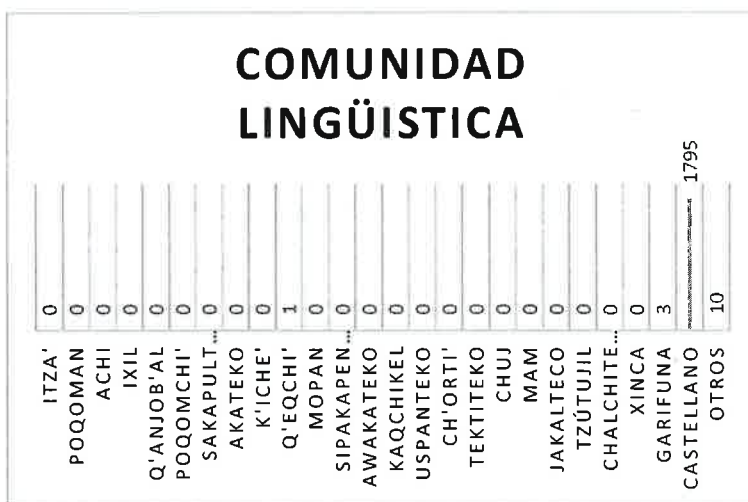 COMUNIDAD
LINGÜISTICA
ITZA' 0
POQOMAN 0
ACHI 0
IXIL 0
Q'ANJOB'AL 0
POQOMCHI' 0
SAKAPULT... 0
AKATEKO 0
K'ICHE' 0
Q'EQCHI' 1
MOPAN 0
SIPAKAPEN... 0
AWAKATEKO 0
KAQCHIKEL 0
USPANTEKO 0
CH'ORTI' 0
TEKTITEKO 0
CHUJ 0
MAM 0
JAKALTECO 0
TZÚTUJIL 0
CHALCHITE... 0
XINCA 0
GARIFUNA 3
CASTELLANO 1795
OTROS 10